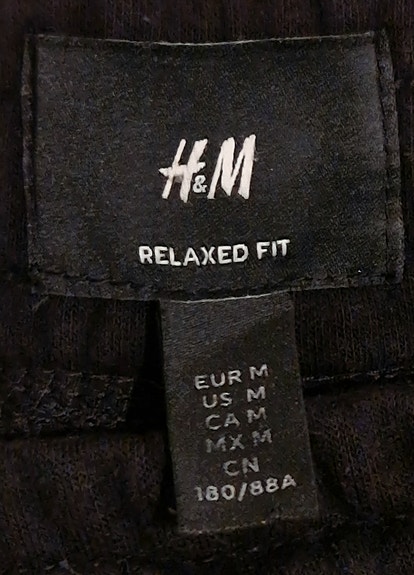 H&M
RELAXED FIT
EUR M
US M
CA M
MX M
CN
180/88A